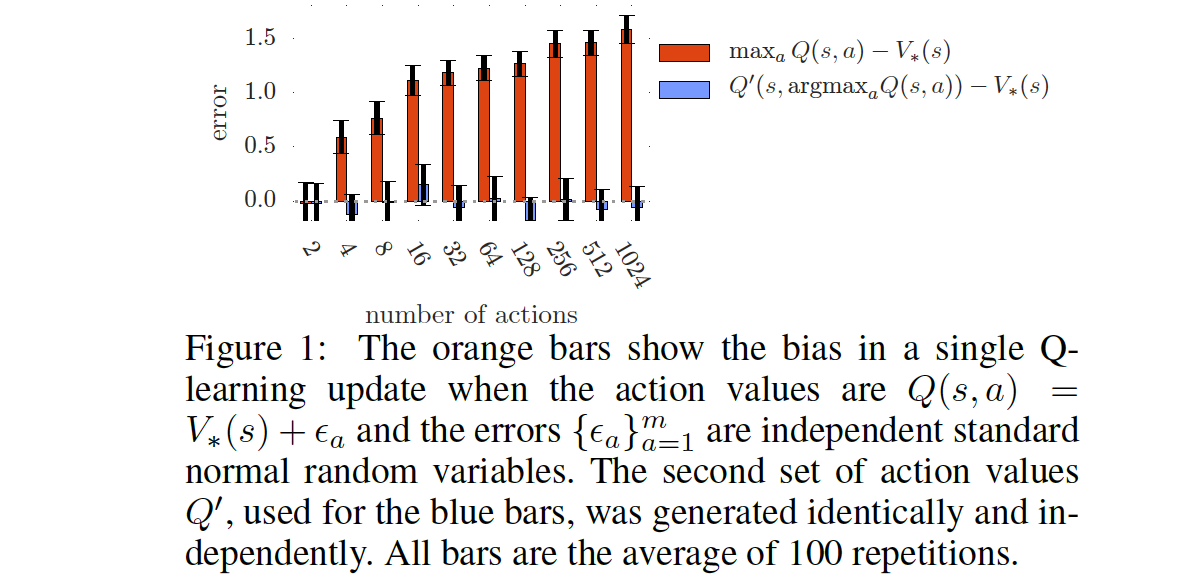 1.5
1.0
0.5
0.0
error
2
4
8
16
32
64
128
256
512
1024
number of actions
maxₐ Q(s, a) − V∗(s)
Q′(s, argmaxₐQ(s, a)) − V∗(s)
Figure 1: The orange bars show the bias in a single Q-
learning update when the action values are Q(s, a) =
V∗(s) + ϵₐ and the errors {ϵₐ}ᵐₐ₌₁ are independent standard
normal random variables. The second set of action values
Q′, used for the blue bars, was generated identically and in-
dependently. All bars are the average of 100 repetitions.